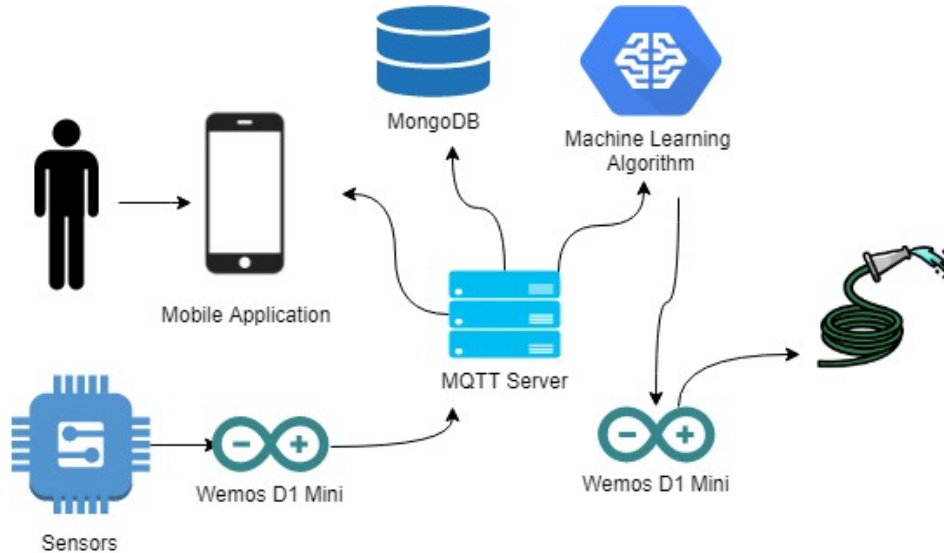 MongoDB
Machine Learning
Algorithm
Mobile Application
MQTT Server
Wemos D1 Mini
Wemos D1 Mini
Sensors